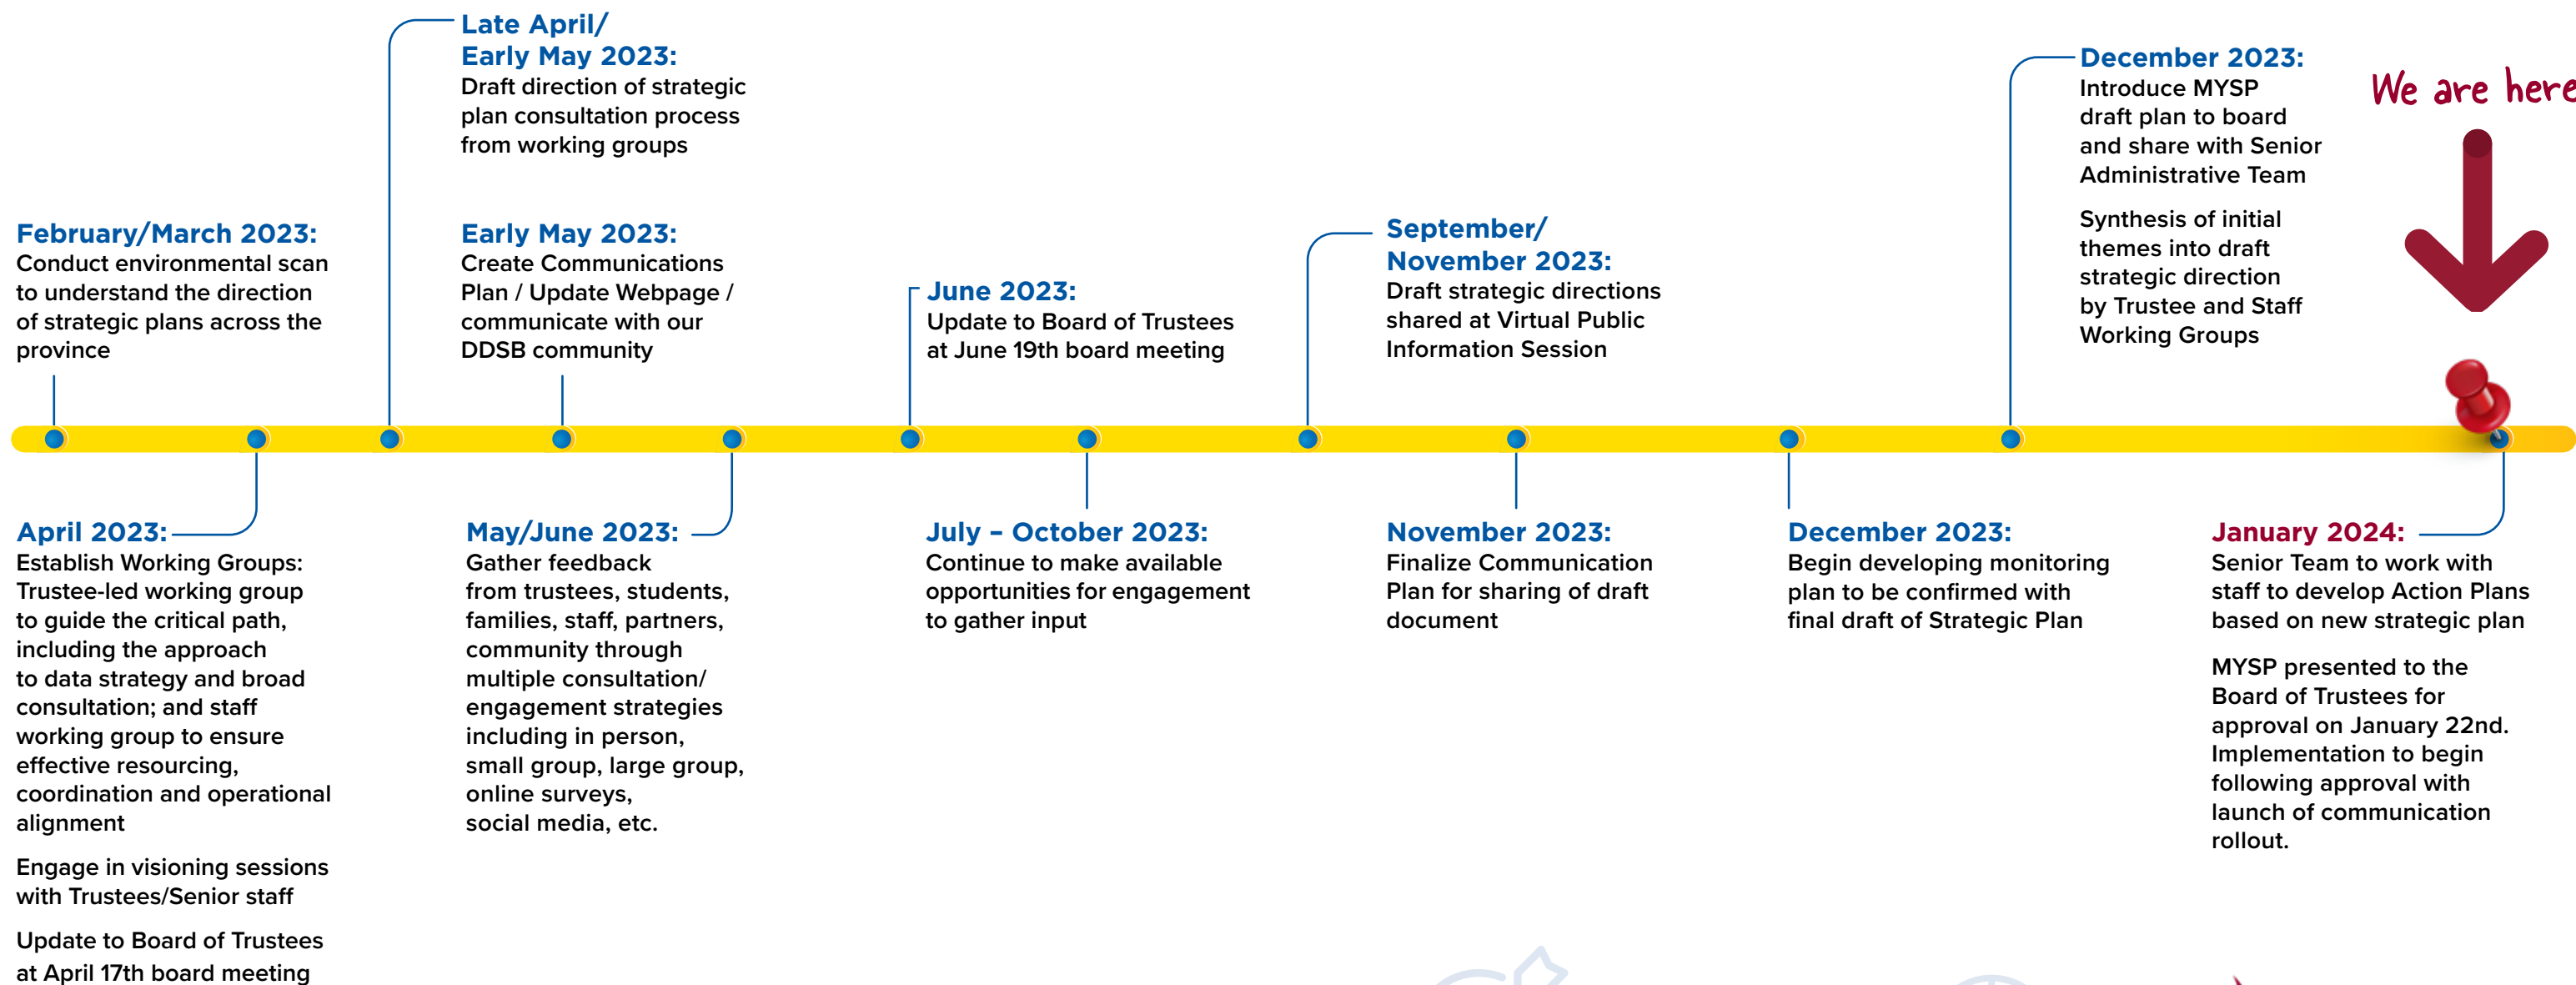 February/March 2023:
Conduct environmental scan
to understand the direction
of strategic plans across the
province
April 2023:
Establish Working Groups:
Trustee-led working group
to guide the critical path,
including the approach
to data strategy and broad
consultation; and staff
working group to ensure
effective resourcing,
coordination and operational
alignment
Engage in visioning sessions
with Trustees/Senior staff
Update to Board of Trustees
at April 17th board meeting
Late April/
Early May 2023:
Draft direction of strategic
plan consultation process
from working groups
Early May 2023:
Create Communications
Plan / Update Webpage /
communicate with our
DDSB community
May/June 2023:
Gather feedback
from trustees, students,
families, staff, partners,
community through
multiple consultation/
engagement strategies
including in person,
small group, large group,
online surveys,
social media, etc.
June 2023:
Update to Board of Trustees
at June 19th board meeting
July – October 2023:
Continue to make available
opportunities for engagement
to gather input
September/
November 2023:
Draft strategic directions
shared at Virtual Public
Information Session
November 2023:
Finalize Communication
Plan for sharing of draft
document
December 2023:
Begin developing monitoring
plan to be confirmed with
final draft of Strategic Plan
December 2023:
Introduce MYSP
draft plan to board
and share with Senior
Administrative Team
Synthesis of initial
themes into draft
strategic direction
by Trustee and Staff
Working Groups
We are here
January 2024:
Senior Team to work with
staff to develop Action Plans
based on new strategic plan
MYSP presented to the
Board of Trustees for
approval on January 22nd.
Implementation to begin
following approval with
launch of communication
rollout.